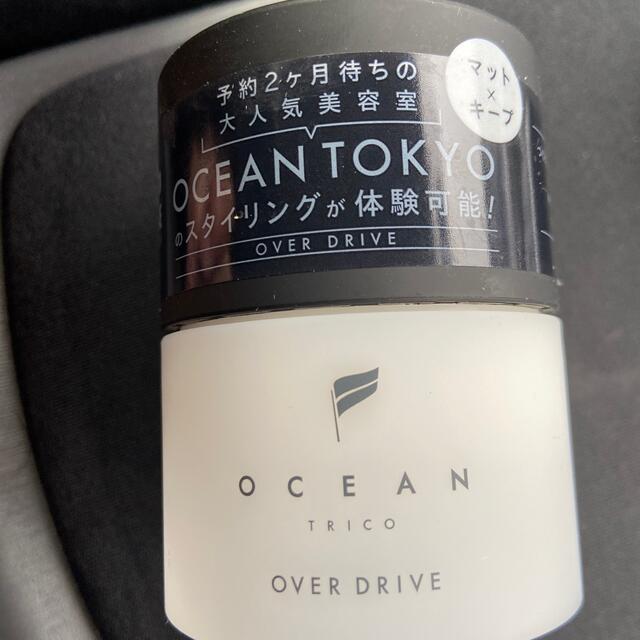 予約2ヶ月待ちの
大人気美容室
マット
×
キープ
OCEAN TOKYO
のスタイリングが体験可能!
OVER DRIVE
OCEAN
TRICO
OVER DRIVE